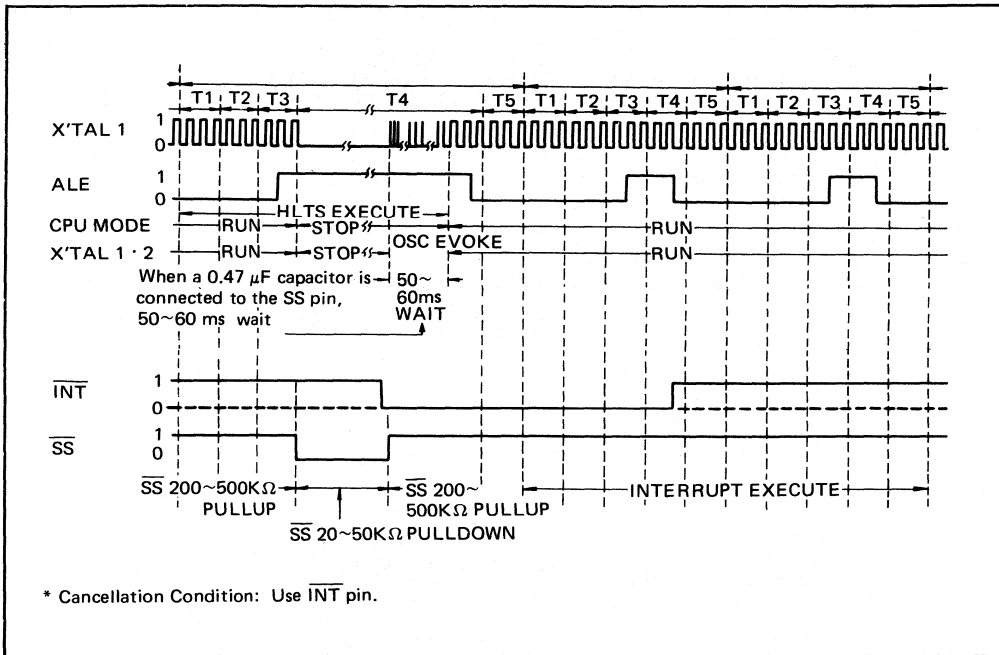 T1 T2 T3 T4 T5 T1 T2 T3 T4 T5 T1 T2 T3 T4 T5
X'TAL 1 1 0
ALE 1 0
HLTS EXECUTE
CPU MODE RUN STOP RUN
OSC EVOKE
X'TAL 1 · 2 RUN STOP RUN
When a 0.47 µF capacitor is
connected to the SS pin,
50~60 ms wait
50~
60ms
WAIT
INT 1 0
SS 1 0
SS 200~500KΩ
PULLUP
SS 200~
500KΩ PULLUP
INTERRUPT EXECUTE
SS 20~50KΩ PULLDOWN
* Cancellation Condition: Use INT pin.